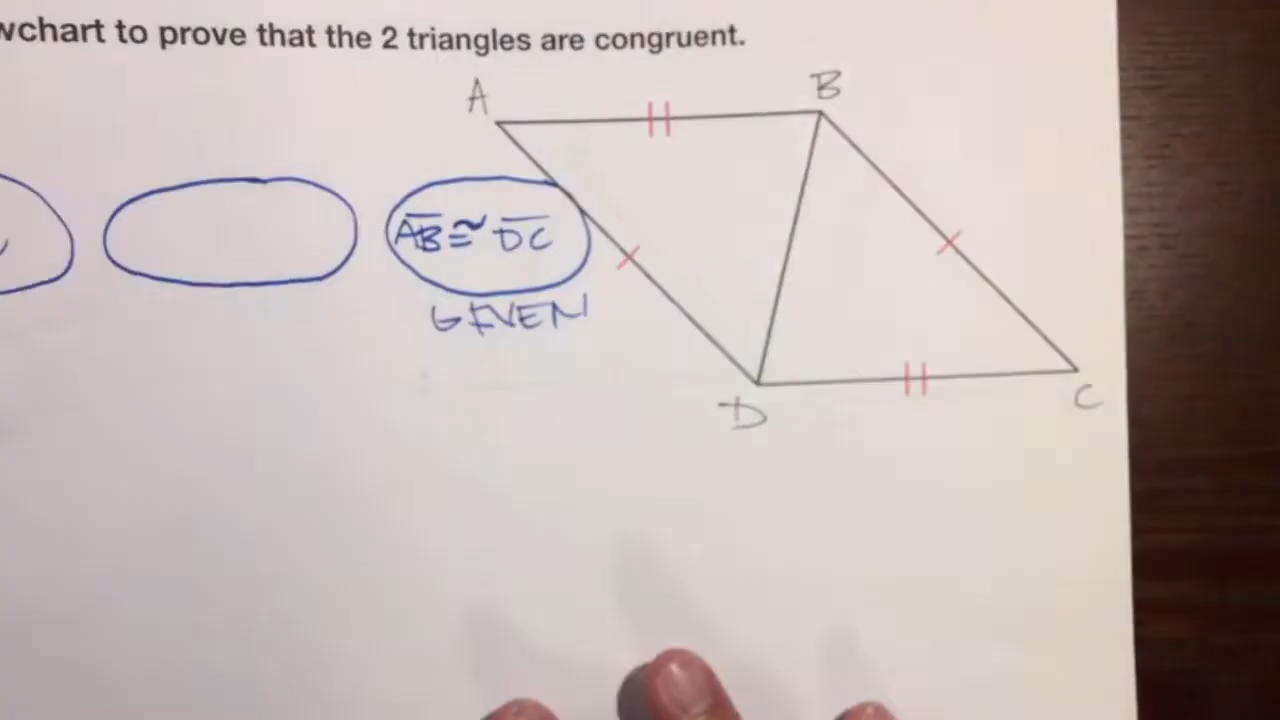 wchart to prove that the 2 triangles are congruent.
A
B
AB ≅ DC
GIVEN
D
C